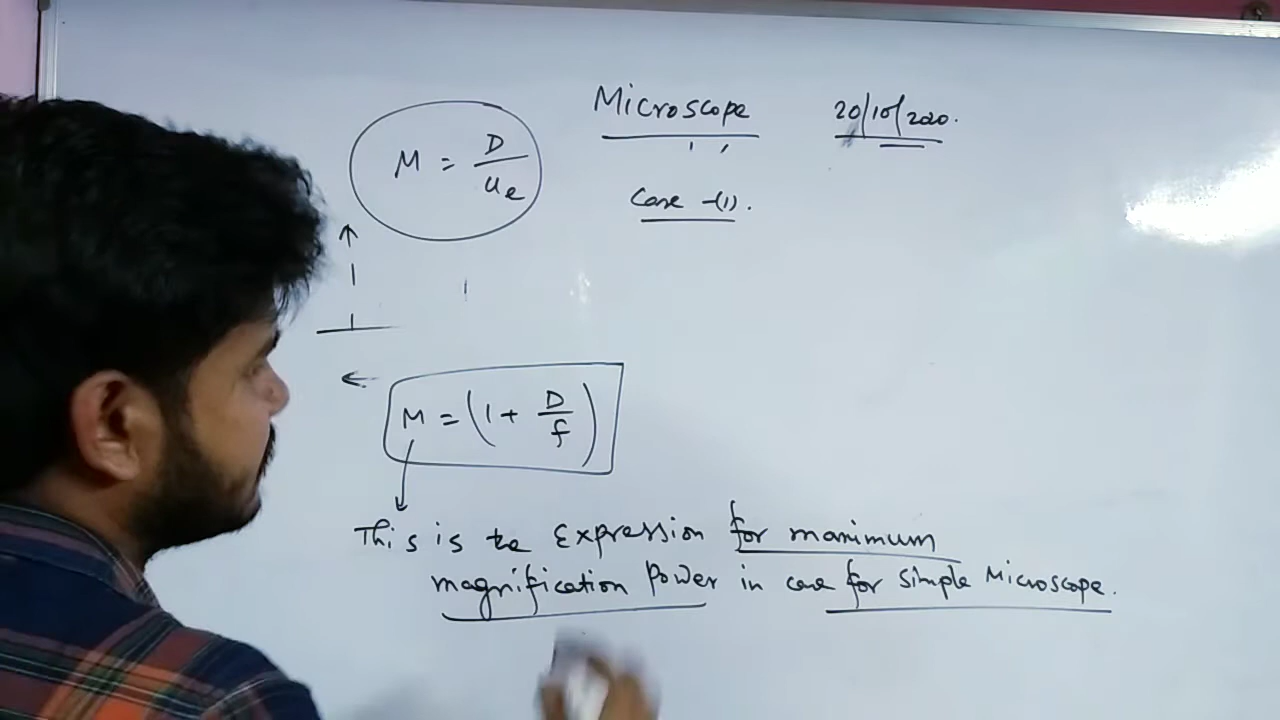 Microscope 20/10/2020.
M = D/ue
Case -(1).
M = (1 + D/f)
This is the Expression for maximum
magnification Power in case for Simple Microscope.